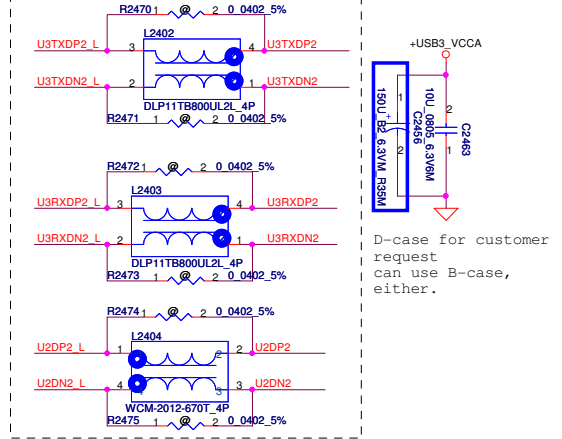 R2470 1 @ 2 0_0402_5%
L2402
U3TXDP2_L 3 4 U3TXDP2
U3TXDN2_L 2 1 U3TXDN2
DLP11TB800UL2L_4P
R2471 1 @ 2 0_0402_5%
R2472 1 @ 2 0_0402_5%
L2403
U3RXDP2_L 3 4 U3RXDP2
U3RXDN2_L 2 1 U3RXDN2
DLP11TB800UL2L_4P
R2473 1 @ 2 0_0402_5%
R2474 1 @ 2 0_0402_5%
L2404
U2DP2_L 1 2 2 U2DP2
U2DN2_L 4 3 3 U2DN2
WCM-2012-670T_4P
R2475 1 @ 2 0_0402_5%
+USB3_VCCA
150U_B2_6.3VM_R35M
1
+
2
C2456
10U_0805_6.3V6M
2
1
C2463
D-case for customer
request
can use B-case,
either.